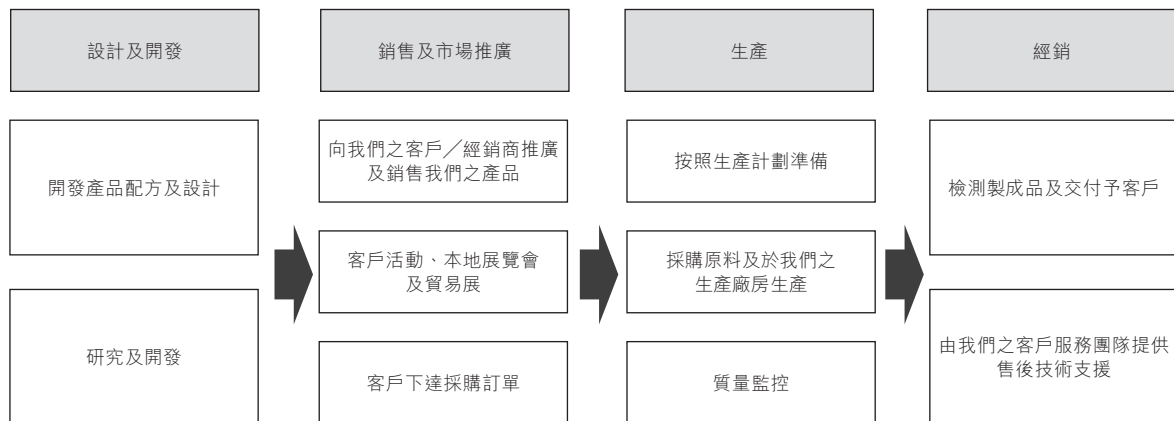 設計及開發
銷售及市場推廣
生產
經銷
開發產品配方及設計
研究及開發
向我們之客戶／經銷商推廣
及銷售我們之產品
客戶活動、本地展覽會
及貿易展
客戶下達採購訂單
按照生產計劃準備
採購原料及於我們之
生產廠房生產
質量監控
檢測製成品及交付予客戶
由我們之客戶服務團隊提供
售後技術支援